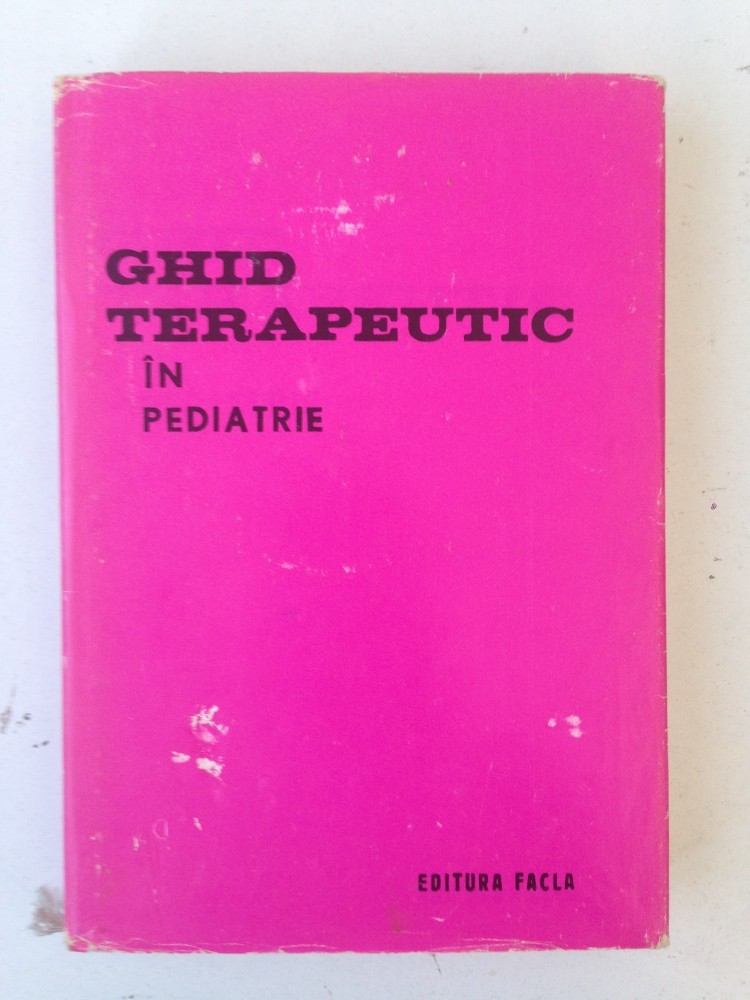 GHID
TERAPEUTIC
ÎN
PEDIATRIE
EDITURA FACLA